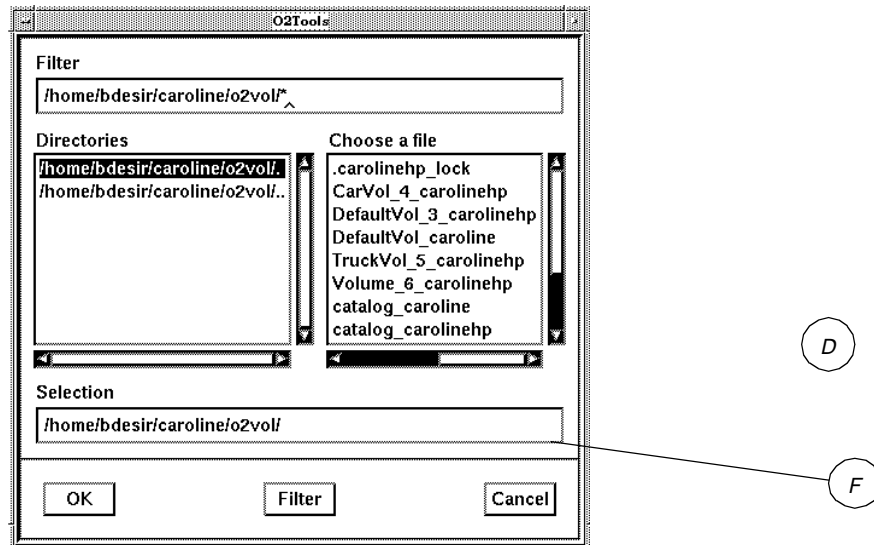 O2Tools
Filter
/home/bdesir/caroline/o2vol/*
Directories
/home/bdesir/caroline/o2vol/.
/home/bdesir/caroline/o2vol/..
Choose a file
.carolinehp_lock
CarVol_4_carolinehp
DefaultVol_3_carolinehp
DefaultVol_caroline
TruckVol_5_carolinehp
Volume_6_carolinehp
catalog_caroline
catalog_carolinehp
D
Selection
/home/bdesir/caroline/o2vol/
F
OK
Filter
Cancel